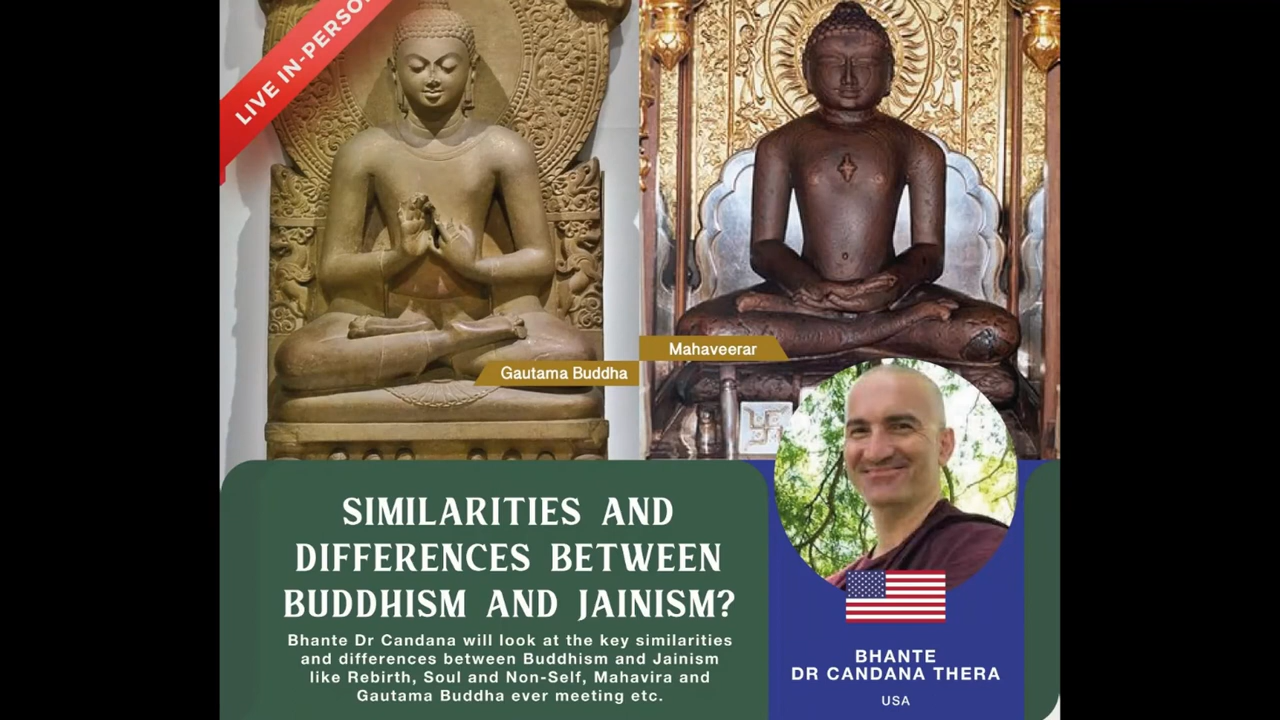 LIVE IN-PERSON
Mahaveerar
Gautama Buddha
SIMILARITIES AND
DIFFERENCES BETWEEN
BUDDHISM AND JAINISM?
Bhante Dr Candana will look at the key similarities
and differences between Buddhism and Jainism
like Rebirth, Soul and Non-Self, Mahavira and
Gautama Buddha ever meeting etc.
BHANTE
DR CANDANA THERA
USA